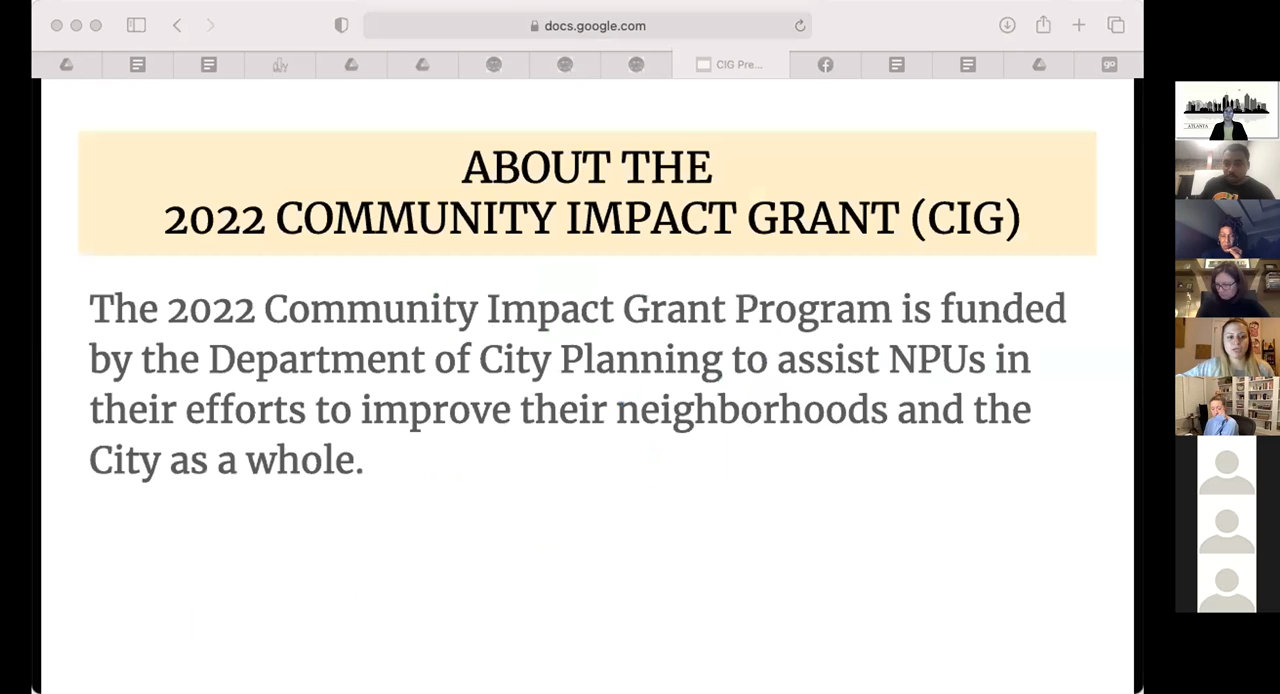 docs.google.com
CIG Pre...
go
ABOUT THE
2022 COMMUNITY IMPACT GRANT (CIG)
The 2022 Community Impact Grant Program is funded
by the Department of City Planning to assist NPUs in
their efforts to improve their neighborhoods and the
City as a whole.
ATLANTA